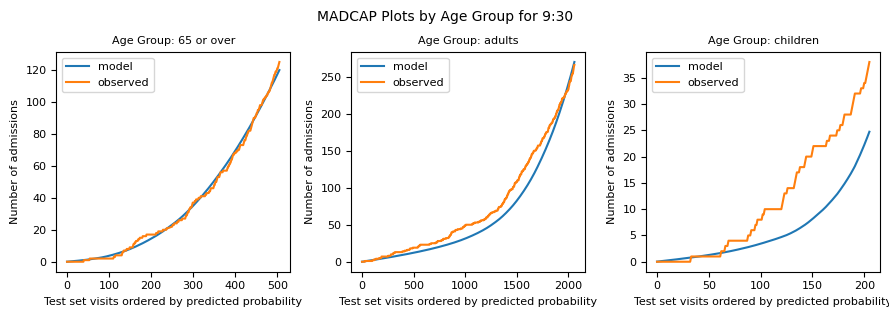 MADCAP Plots by Age Group for 9:30
Age Group: 65 or over
model
observed
Number of admissions
120
100
80
60
40
20
0
0 100 200 300 400 500
Test set visits ordered by predicted probability
Age Group: adults
model
observed
Number of admissions
250
200
150
100
50
0
0 500 1000 1500 2000
Test set visits ordered by predicted probability
Age Group: children
model
observed
Number of admissions
35
30
25
20
15
10
5
0
0 50 100 150 200
Test set visits ordered by predicted probability